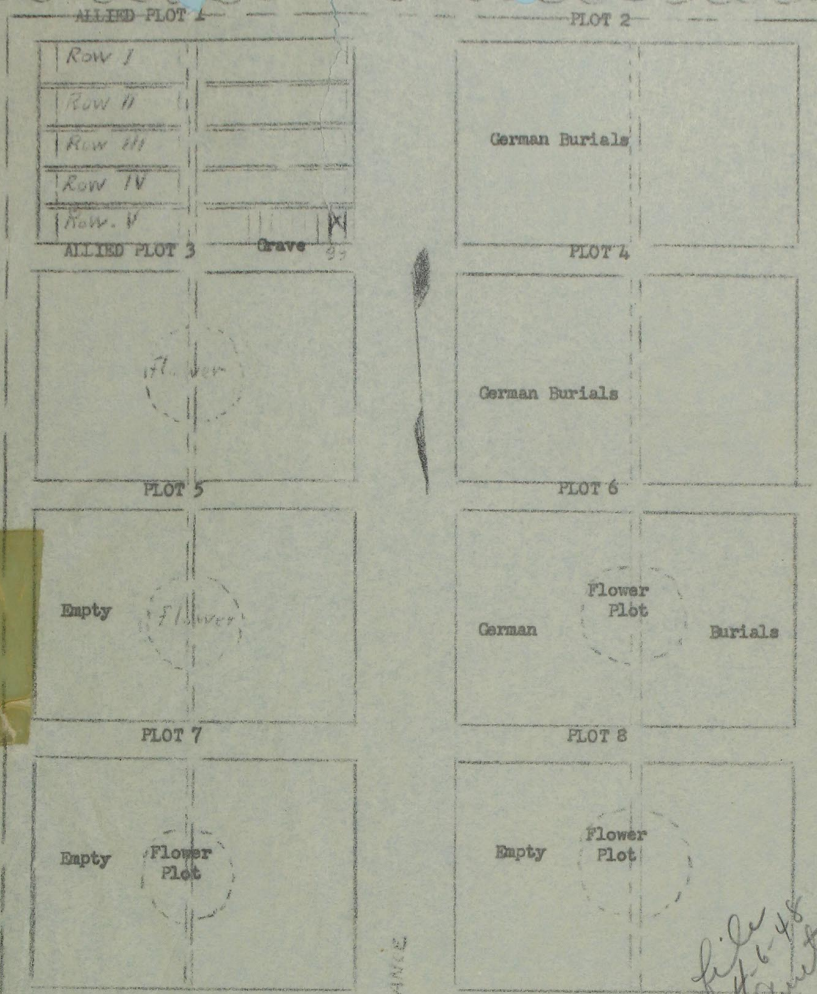 ALLIED PLOT 1
PLOT 2
Row I
Row II
Row III
Row IV
Row. V
X
Grave
German Burials
ALLIED PLOT 3
PLOT 4
Flower
German Burials
PLOT 5
PLOT 6
Empty
Flower
German
Flower
Plot
Burials
PLOT 7
PLOT 8
Empty
Flower
Plot
Empty
Flower
Plot
file